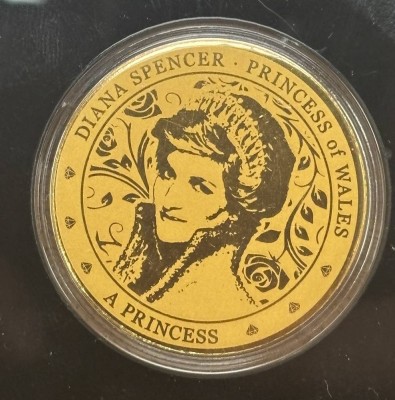 DIANA SPENCER · PRINCESS of WALES
A PRINCESS